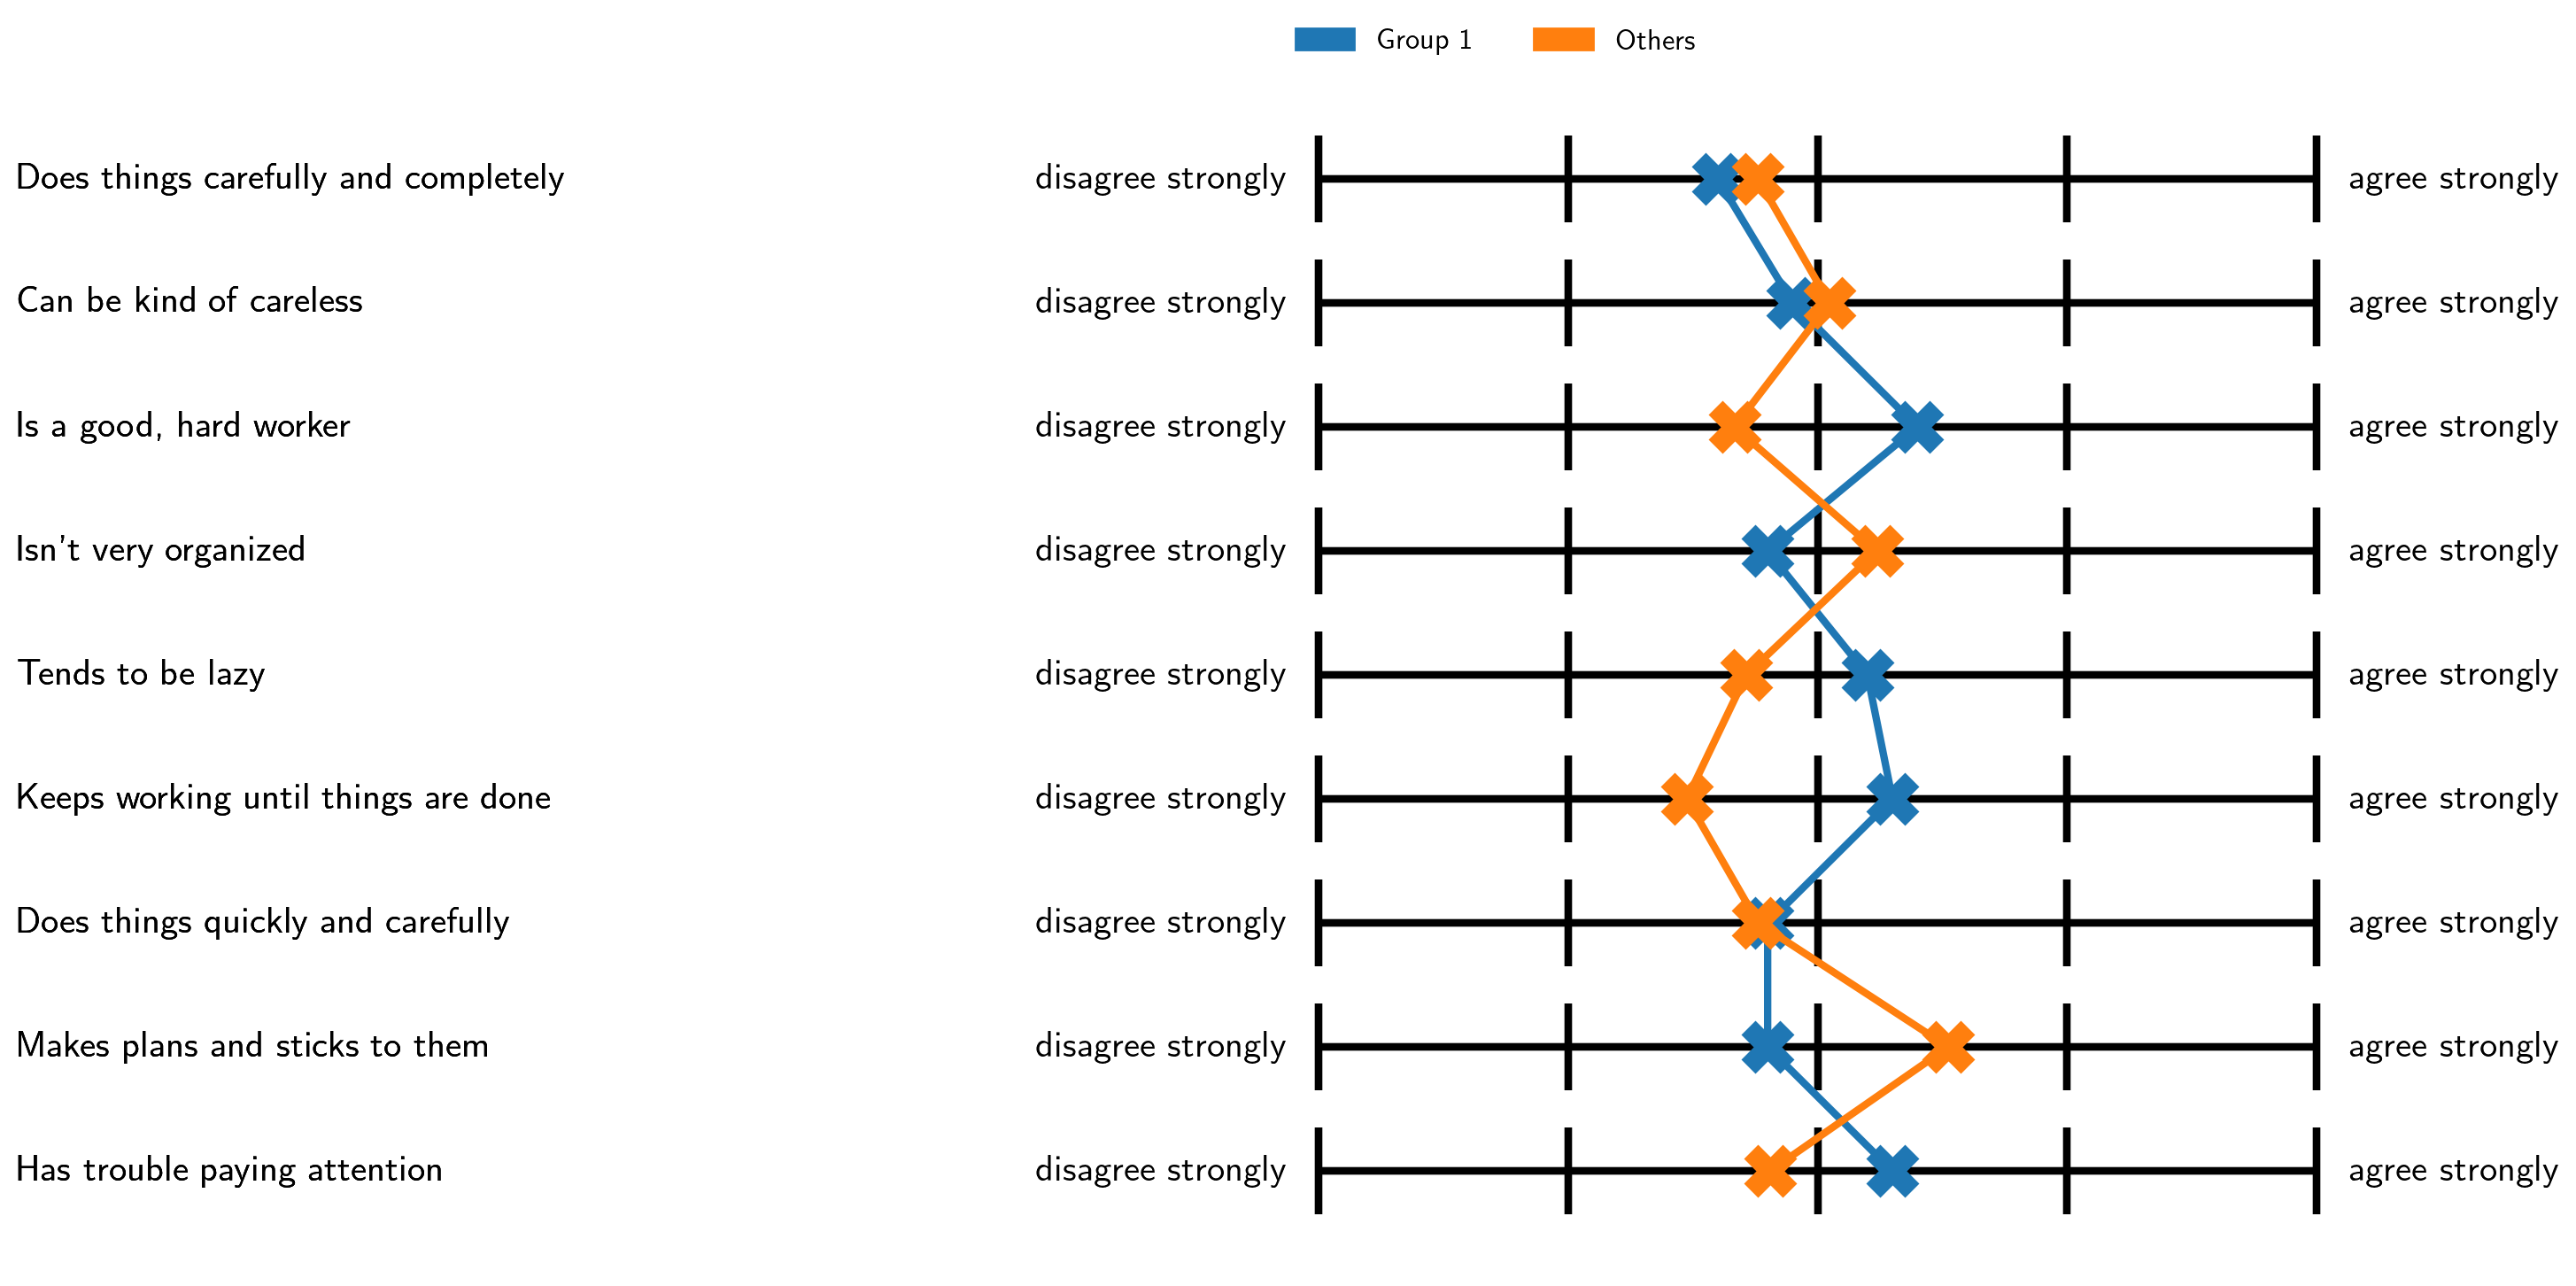 Group 1 Others
Does things carefully and completely disagree strongly agree strongly
Can be kind of careless disagree strongly agree strongly
Is a good, hard worker disagree strongly agree strongly
Isn't very organized disagree strongly agree strongly
Tends to be lazy disagree strongly agree strongly
Keeps working until things are done disagree strongly agree strongly
Does things quickly and carefully disagree strongly agree strongly
Makes plans and sticks to them disagree strongly agree strongly
Has trouble paying attention disagree strongly agree strongly